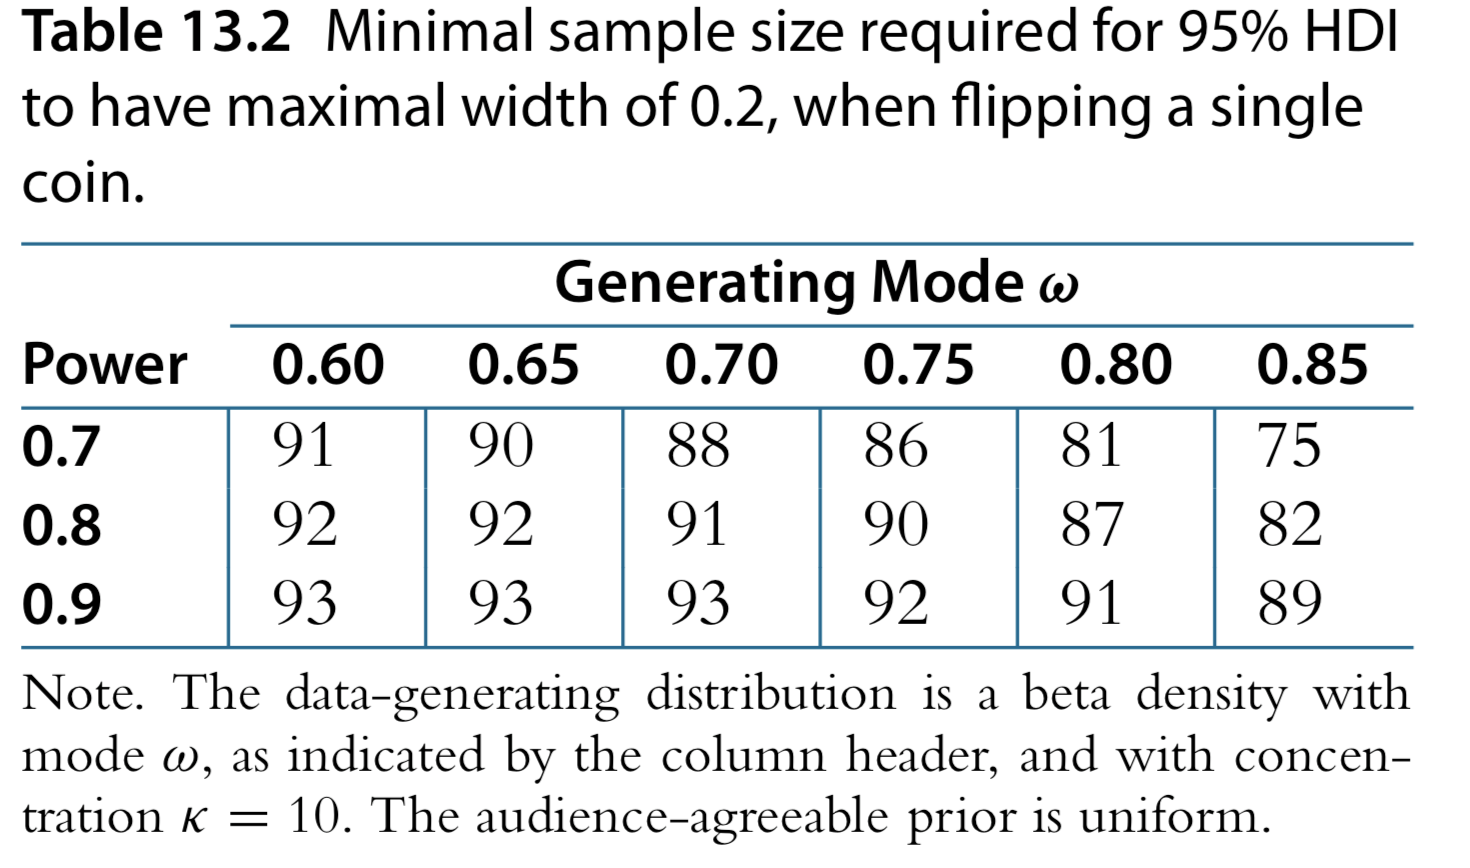 Table 13.2 Minimal sample size required for 95% HDI
to have maximal width of 0.2, when flipping a single
coin.
Generating Mode ω
Power 0.60 0.65 0.70 0.75 0.80 0.85
0.7 91 90 88 86 81 75
0.8 92 92 91 90 87 82
0.9 93 93 93 92 91 89
Note. The data-generating distribution is a beta density with
mode ω, as indicated by the column header, and with concen-
tration κ = 10. The audience-agreeable prior is uniform.